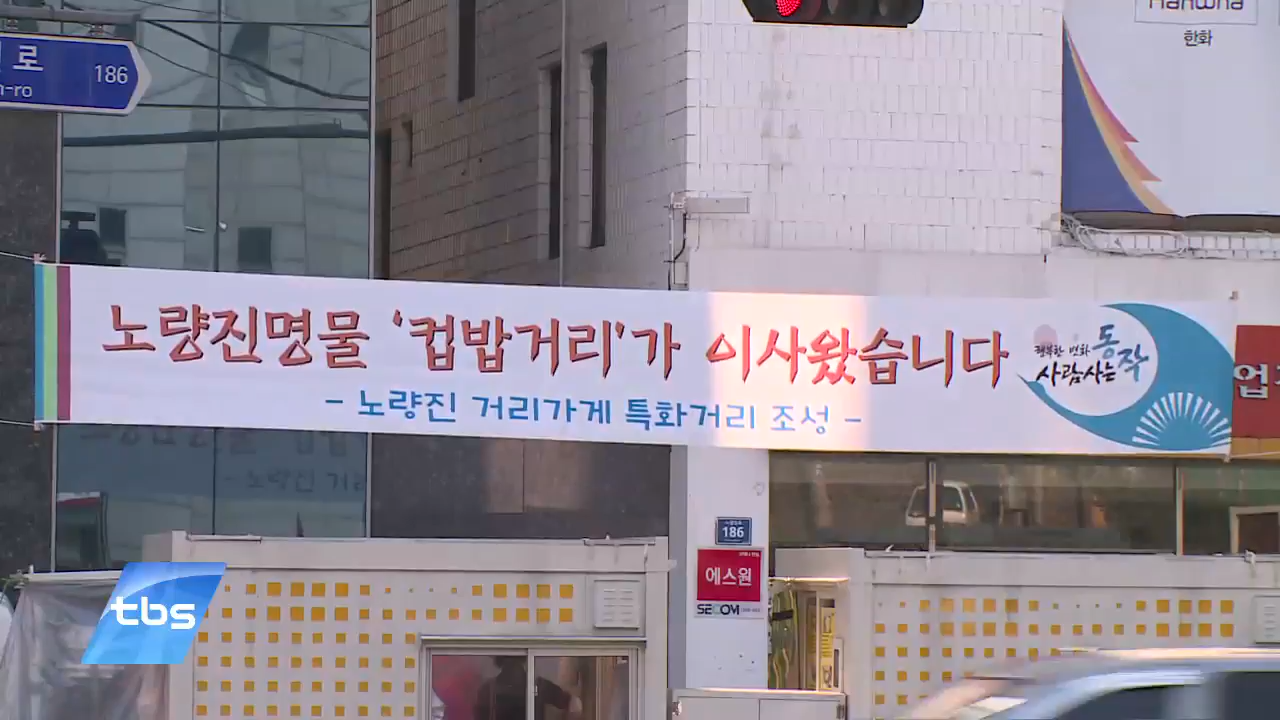 로 186
n-ro
Hanwha
한화
노량진명물 '컵밥거리'가 이사왔습니다
- 노량진 거리가게 특화거리 조성 -
행복한 변화
사람사는 동작
업
186
에스원
SECOM
tbs